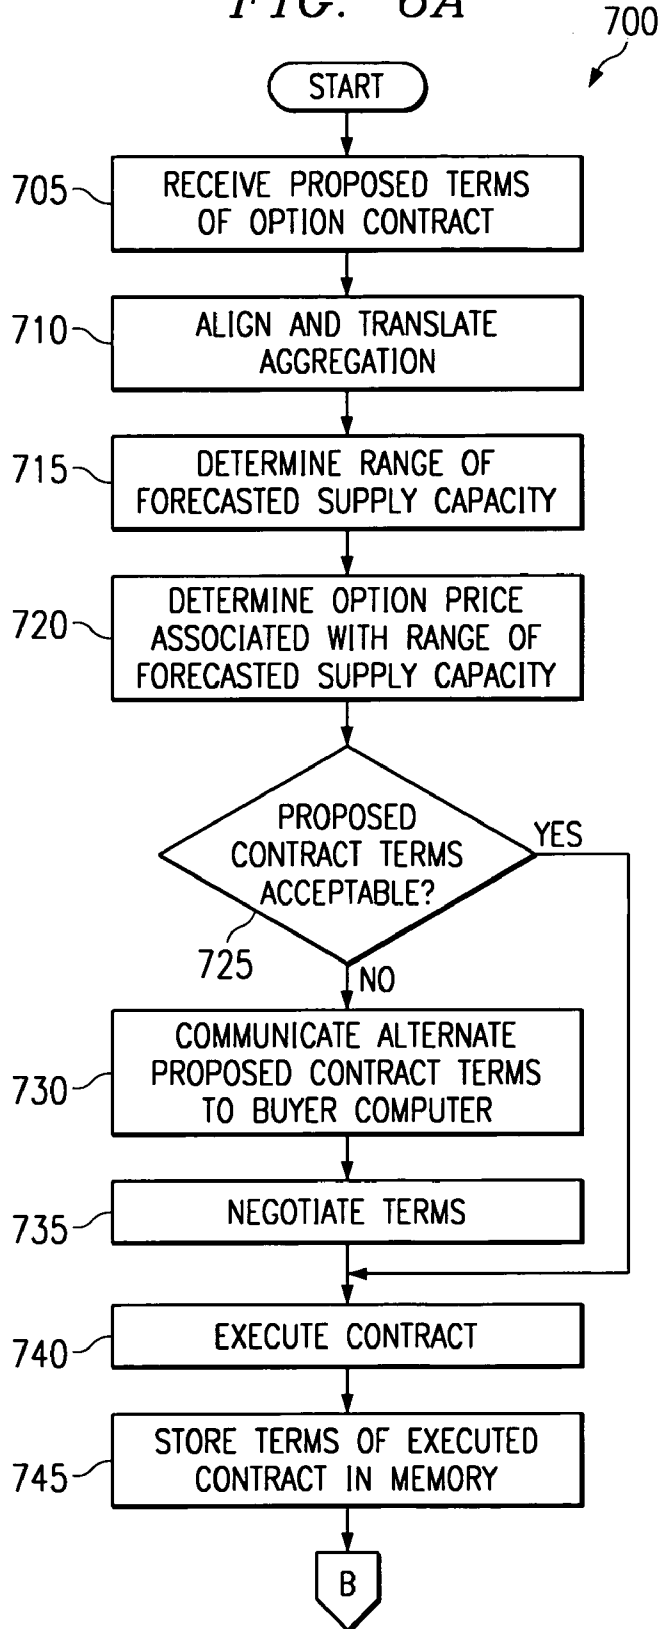 FIG. 6A
700
START
705
RECEIVE PROPOSED TERMS
OF OPTION CONTRACT
710
ALIGN AND TRANSLATE
AGGREGATION
715
DETERMINE RANGE OF
FORECASTED SUPPLY CAPACITY
720
DETERMINE OPTION PRICE
ASSOCIATED WITH RANGE OF
FORECASTED SUPPLY CAPACITY
PROPOSED
CONTRACT TERMS
ACCEPTABLE?
YES
725
NO
730
COMMUNICATE ALTERNATE
PROPOSED CONTRACT TERMS
TO BUYER COMPUTER
735
NEGOTIATE TERMS
740
EXECUTE CONTRACT
745
STORE TERMS OF EXECUTED
CONTRACT IN MEMORY
B